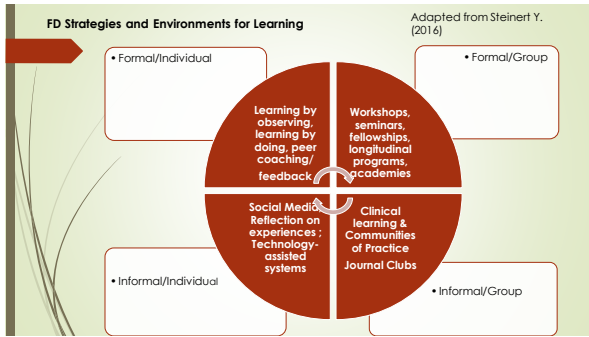 FD Strategies and Environments for Learning
Adapted from Steinert Y.
(2016)
• Formal/Individual
• Formal/Group
Learning by
observing,
learning by
doing, peer
coaching/
feedback
Workshops,
seminars,
fellowships,
longitudinal
programs,
academies
Social Media;
Reflection on
experiences ;
Technology-
assisted
systems
Clinical
learning &
Communities
of Practice
Journal Clubs
• Informal/Individual
• Informal/Group